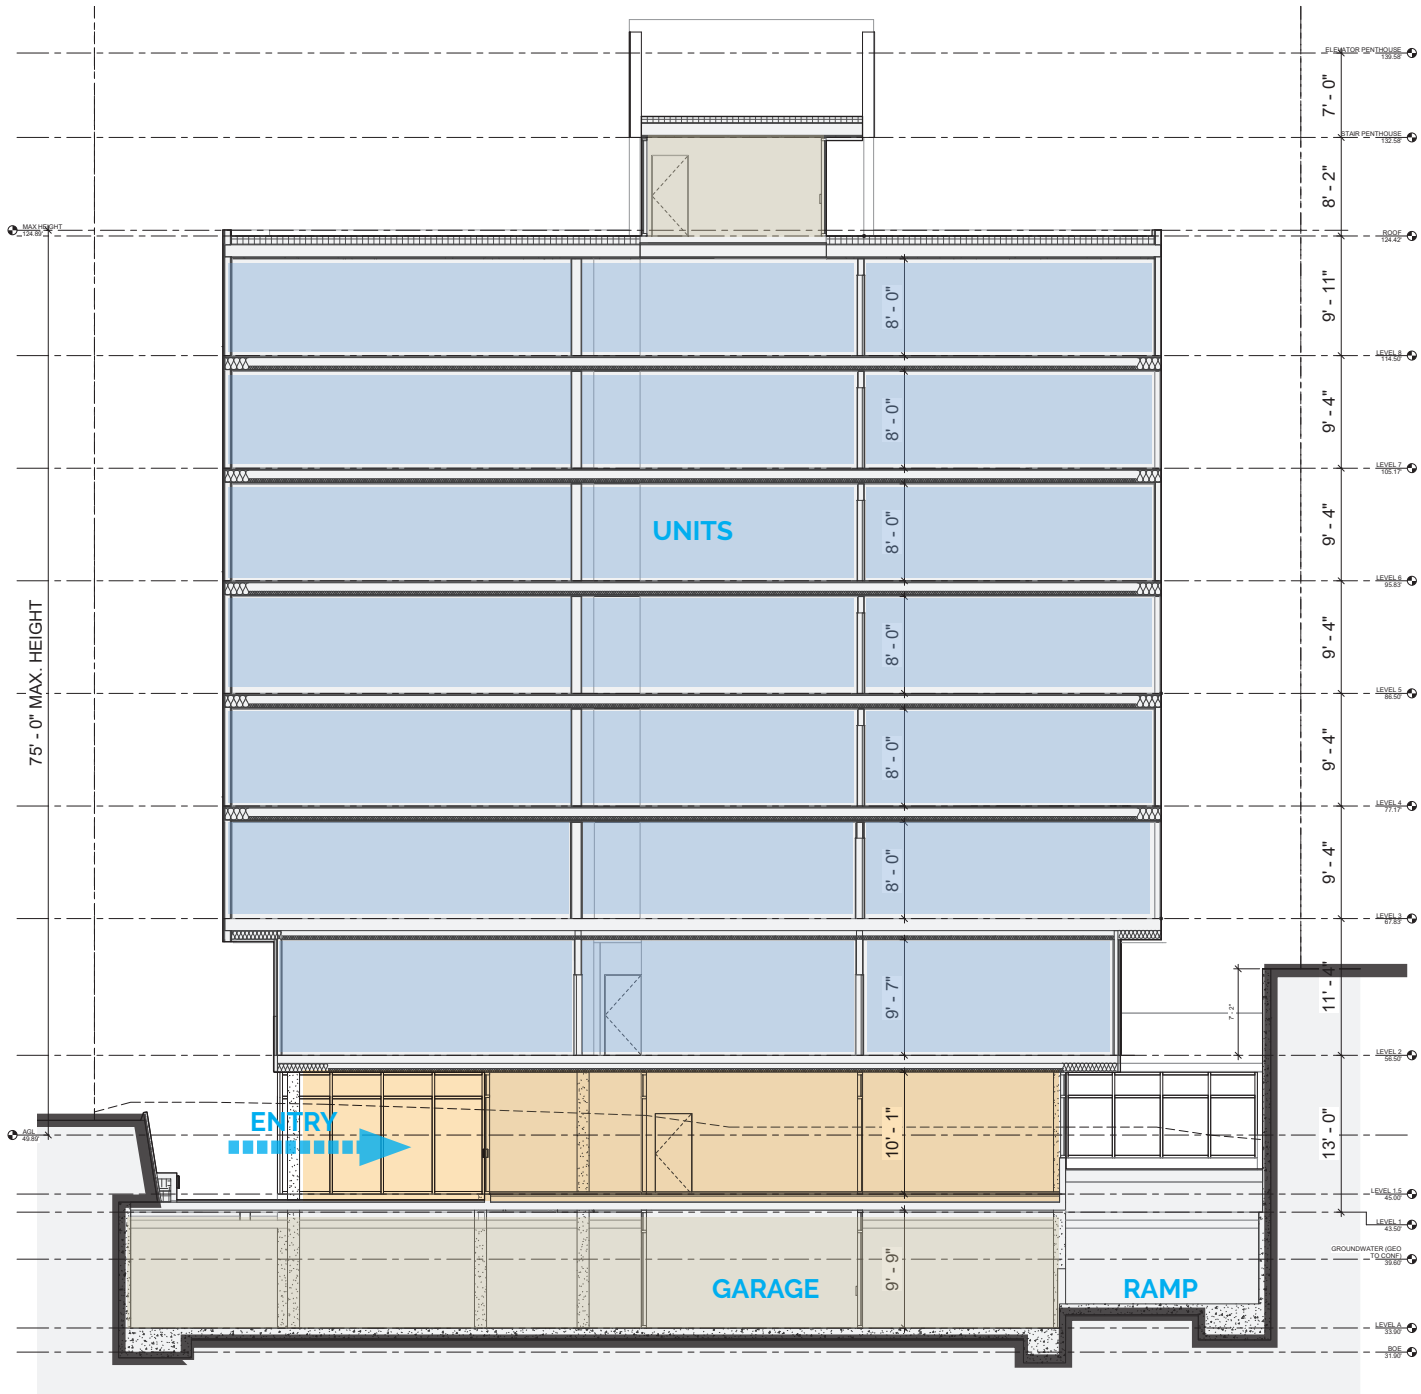 ELEVATOR PENTHOUSE
139.58'
7' - 0"
STAIR PENTHOUSE
132.58'
8' - 2"
MAX HEIGHT
124.89'
ROOF
124.42'
9' - 11"
8' - 0"
LEVEL 8
114.50'
9' - 4"
8' - 0"
LEVEL 7
105.17'
UNITS
9' - 4"
8' - 0"
LEVEL 6
95.83'
75' - 0" MAX. HEIGHT
9' - 4"
8' - 0"
LEVEL 5
86.50'
9' - 4"
8' - 0"
LEVEL 4
77.17'
9' - 4"
8' - 0"
LEVEL 3
67.83'
11' - 4"
9' - 7"
7' - 2"
LEVEL 2
56.50'
ENTRY
10' - 1"
13' - 0"
AGL
49.89'
LEVEL 1.5
45.00'
LEVEL 1
43.50'
GROUNDWATER (GEO
TO CONF)
39.60'
9' - 9"
GARAGE
RAMP
LEVEL A
33.90'
BOE
31.90'